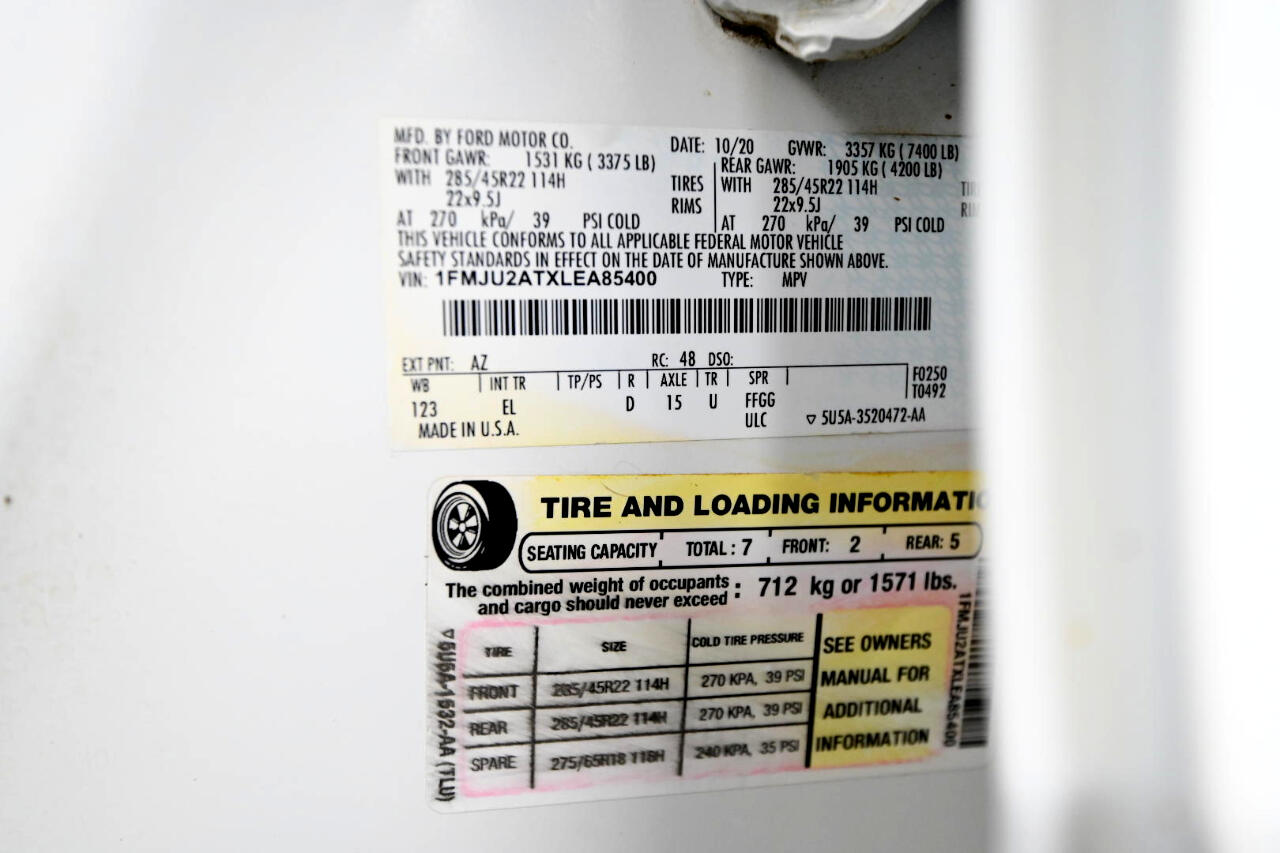 MFD. BY FORD MOTOR CO.
DATE: 10/20 GVWR: 3357 KG ( 7400 LB)
FRONT GAWR: 1531 KG ( 3375 LB)
REAR GAWR: 1905 KG ( 4200 LB)
WITH 285/45R22 114H TIRES
WITH 285/45R22 114H
22x9.5J RIMS
22x9.5J
AT 270 kPa/ 39 PSI COLD
AT 270 kPa/ 39 PSI COLD
THIS VEHICLE CONFORMS TO ALL APPLICABLE FEDERAL MOTOR VEHICLE
SAFETY STANDARDS IN EFFECT ON THE DATE OF MANUFACTURE SHOWN ABOVE.
VIN: 1FMJU2ATXLEA85400 TYPE: MPV
EXT PNT: AZ RC: 48 DSO:
WB INT TR TP/PS R AXLE TR SPR F0250
T0492
123 EL D 15 U FFGG
ULC ▽ 5U5A-3520472-AA
MADE IN U.S.A.
TIRE AND LOADING
SEATING CAPACITY TOTAL : 7 FRONT: 2 REAR: 5
The combined weight of occupants
and cargo should never exceed : 712 kg or 1571 lbs.
TIRE SIZE COLD TIRE PRESSURE
FRONT 285/45R22 114H 270 KPA, 39 PSI
REAR 285/45R22 114H 270 KPA, 39 PSI
SPARE 275/65R18 116H 240 KPA, 35 PSI
SEE OWNERS
MANUAL FOR
ADDITIONAL
INFORMATION
▽5U5A-1532-AA (TLU)
1FMJU2ATXLEA85400